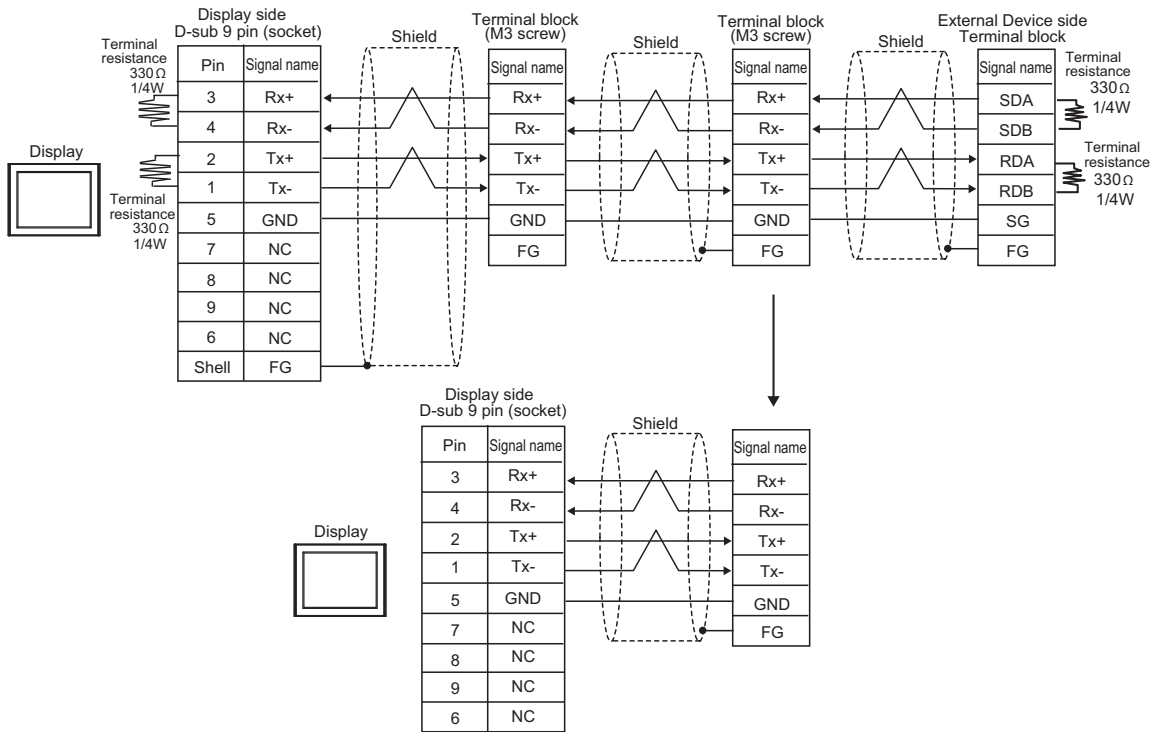 Display side
D-sub 9 pin (socket)
Terminal block
(M3 screw)
Terminal block
(M3 screw)
External Device side
Terminal block
Terminal
resistance
330Ω
1/4W
Shield
Shield
Shield
Terminal
resistance
330Ω
1/4W
Pin Signal name
3 Rx+
4 Rx-
2 Tx+
1 Tx-
5 GND
7 NC
8 NC
9 NC
6 NC
Shell FG
Signal name
Rx+
Rx-
Tx+
Tx-
GND
FG
Signal name
Rx+
Rx-
Tx+
Tx-
GND
FG
Signal name
SDA
SDB
RDA
RDB
SG
FG
Display
Terminal
resistance
330Ω
1/4W
Terminal
resistance
330Ω
1/4W
Display side
D-sub 9 pin (socket)
Shield
Pin Signal name
3 Rx+
4 Rx-
2 Tx+
1 Tx-
5 GND
7 NC
8 NC
9 NC
6 NC
Signal name
Rx+
Rx-
Tx+
Tx-
GND
FG
Display